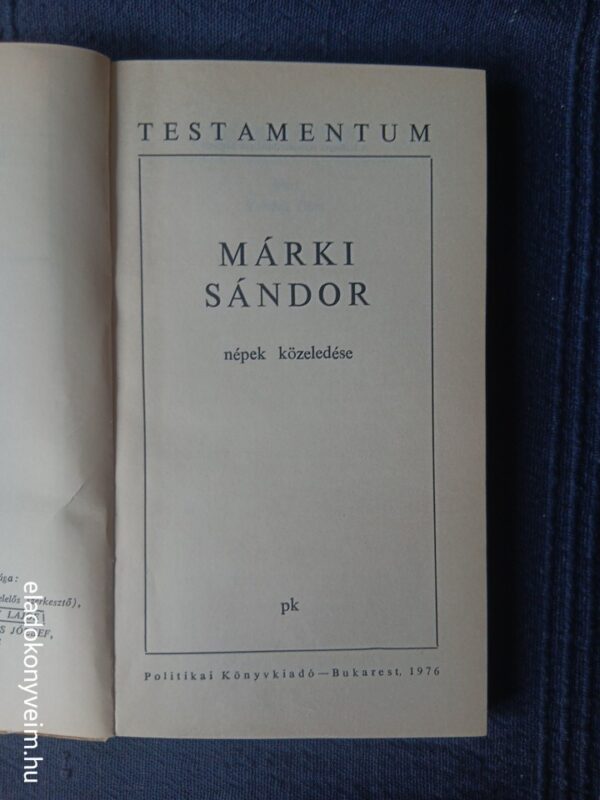 TESTAMENTUM
MÁRKI
SÁNDOR
népek közeledése
pk
Politikai Könyvkiadó—Bukarest, 1976
eladokonyveim.hu